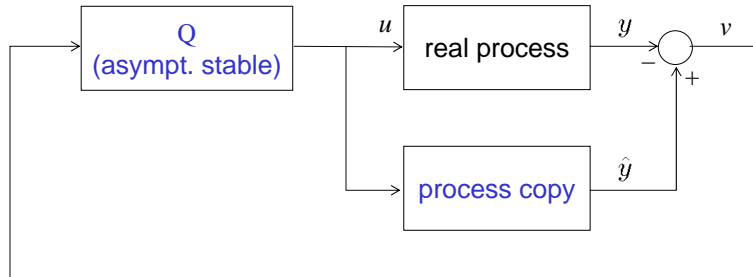 Q
(asympt. stable)
u
real process
y
−
+
v
process copy
ŷ